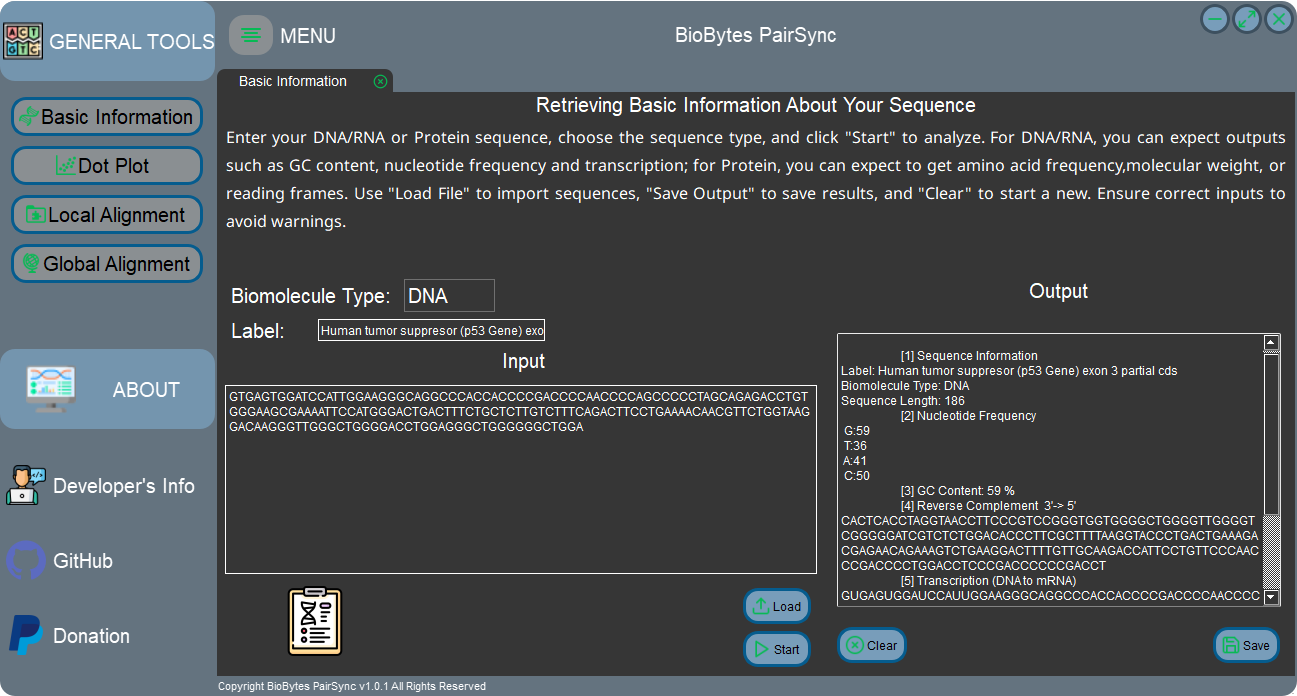 GENERAL TOOLS
MENU
BioBytes PairSync
Basic Information
Basic Information
Dot Plot
Local Alignment
Global Alignment
ABOUT
Developer's Info
GitHub
Donation
Retrieving Basic Information About Your Sequence
Enter your DNA/RNA or Protein sequence, choose the sequence type, and click "Start" to analyze. For DNA/RNA, you can expect outputs
such as GC content, nucleotide frequency and transcription; for Protein, you can expect to get amino acid frequency,molecular weight, or
reading frames. Use "Load File" to import sequences, "Save Output" to save results, and "Clear" to start a new. Ensure correct inputs to
avoid warnings.
Biomolecule Type: DNA
Label: Human tumor suppresor (p53 Gene) exo
Input
GTGAGTGGATCCATTGGAAGGGCAGGCCCACCACCCCGACCCCAACCCCAGCCCCCTAGCAGAGACCTGT
GGGAAGCGAAAATTCCATGGGACTGACTTTCTGCTCTTGTCTTTCAGACTTCCTGAAAACAACGTTCTGGTAAG
GACAAGGGTTGGGCTGGGGACCTGGAGGGCTGGGGGGCTGGA
Load
Start
Output
[1] Sequence Information
Label: Human tumor suppresor (p53 Gene) exon 3 partial cds
Biomolecule Type: DNA
Sequence Length: 186
[2] Nucleotide Frequency
G:59
T:36
A:41
C:50
[3] GC Content: 59 %
[4] Reverse Complement 3'-> 5'
CACTCACCTAGGTAACCTTCCCGTCCGGGTGGTGGGGCTGGGGTTGGGGT
CGGGGGATCGTCTCTGGACACCCTTCGCTTTTAAGGTACCCTGACTGAAAGA
CGAGAACAGAAAGTCTGAAGGACTTTTGTTGCAAGACCATTCCTGTTCCCAAC
CCGACCCCTGGACCTCCCGACCCCCCGACCT
[5] Transcription (DNA to mRNA)
GUGAGUGGAUCCAUUGGAAGGGCAGGCCCACCACCCCGACCCCAACCCC
Clear
Save
Copyright BioBytes PairSync v1.0.1 All Rights Reserved